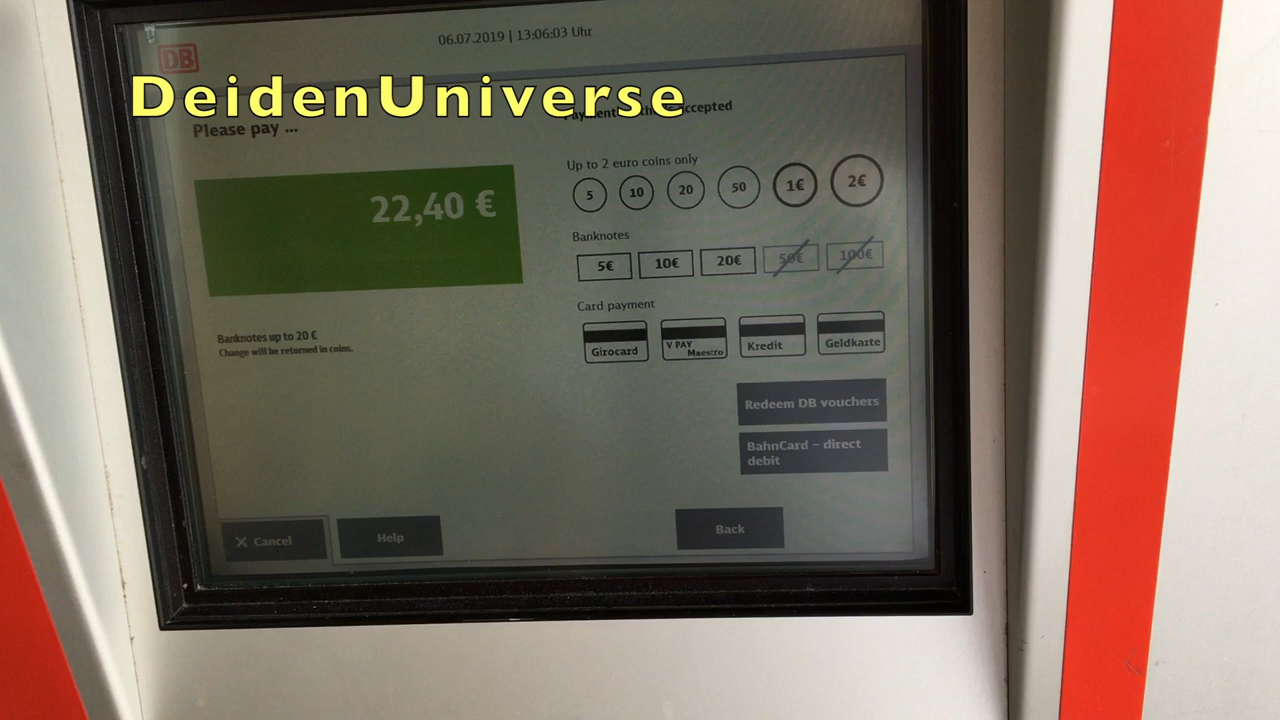 06.07.2019 | 13:06:03 Uhr
DB
DeidenUniverse
accepted
Please pay ...
22,40 €
Up to 2 euro coins only
5 10 20 50 1€ 2€
Banknotes
5€ 10€ 20€ 50€ 100€
Card payment
Girocard
V PAY
Maestro
Kredit
Geldkarte
Banknotes up to 20 €
Change will be returned in coins.
Redeem DB vouchers
BahnCard – direct
debit
X Cancel
Help
Back